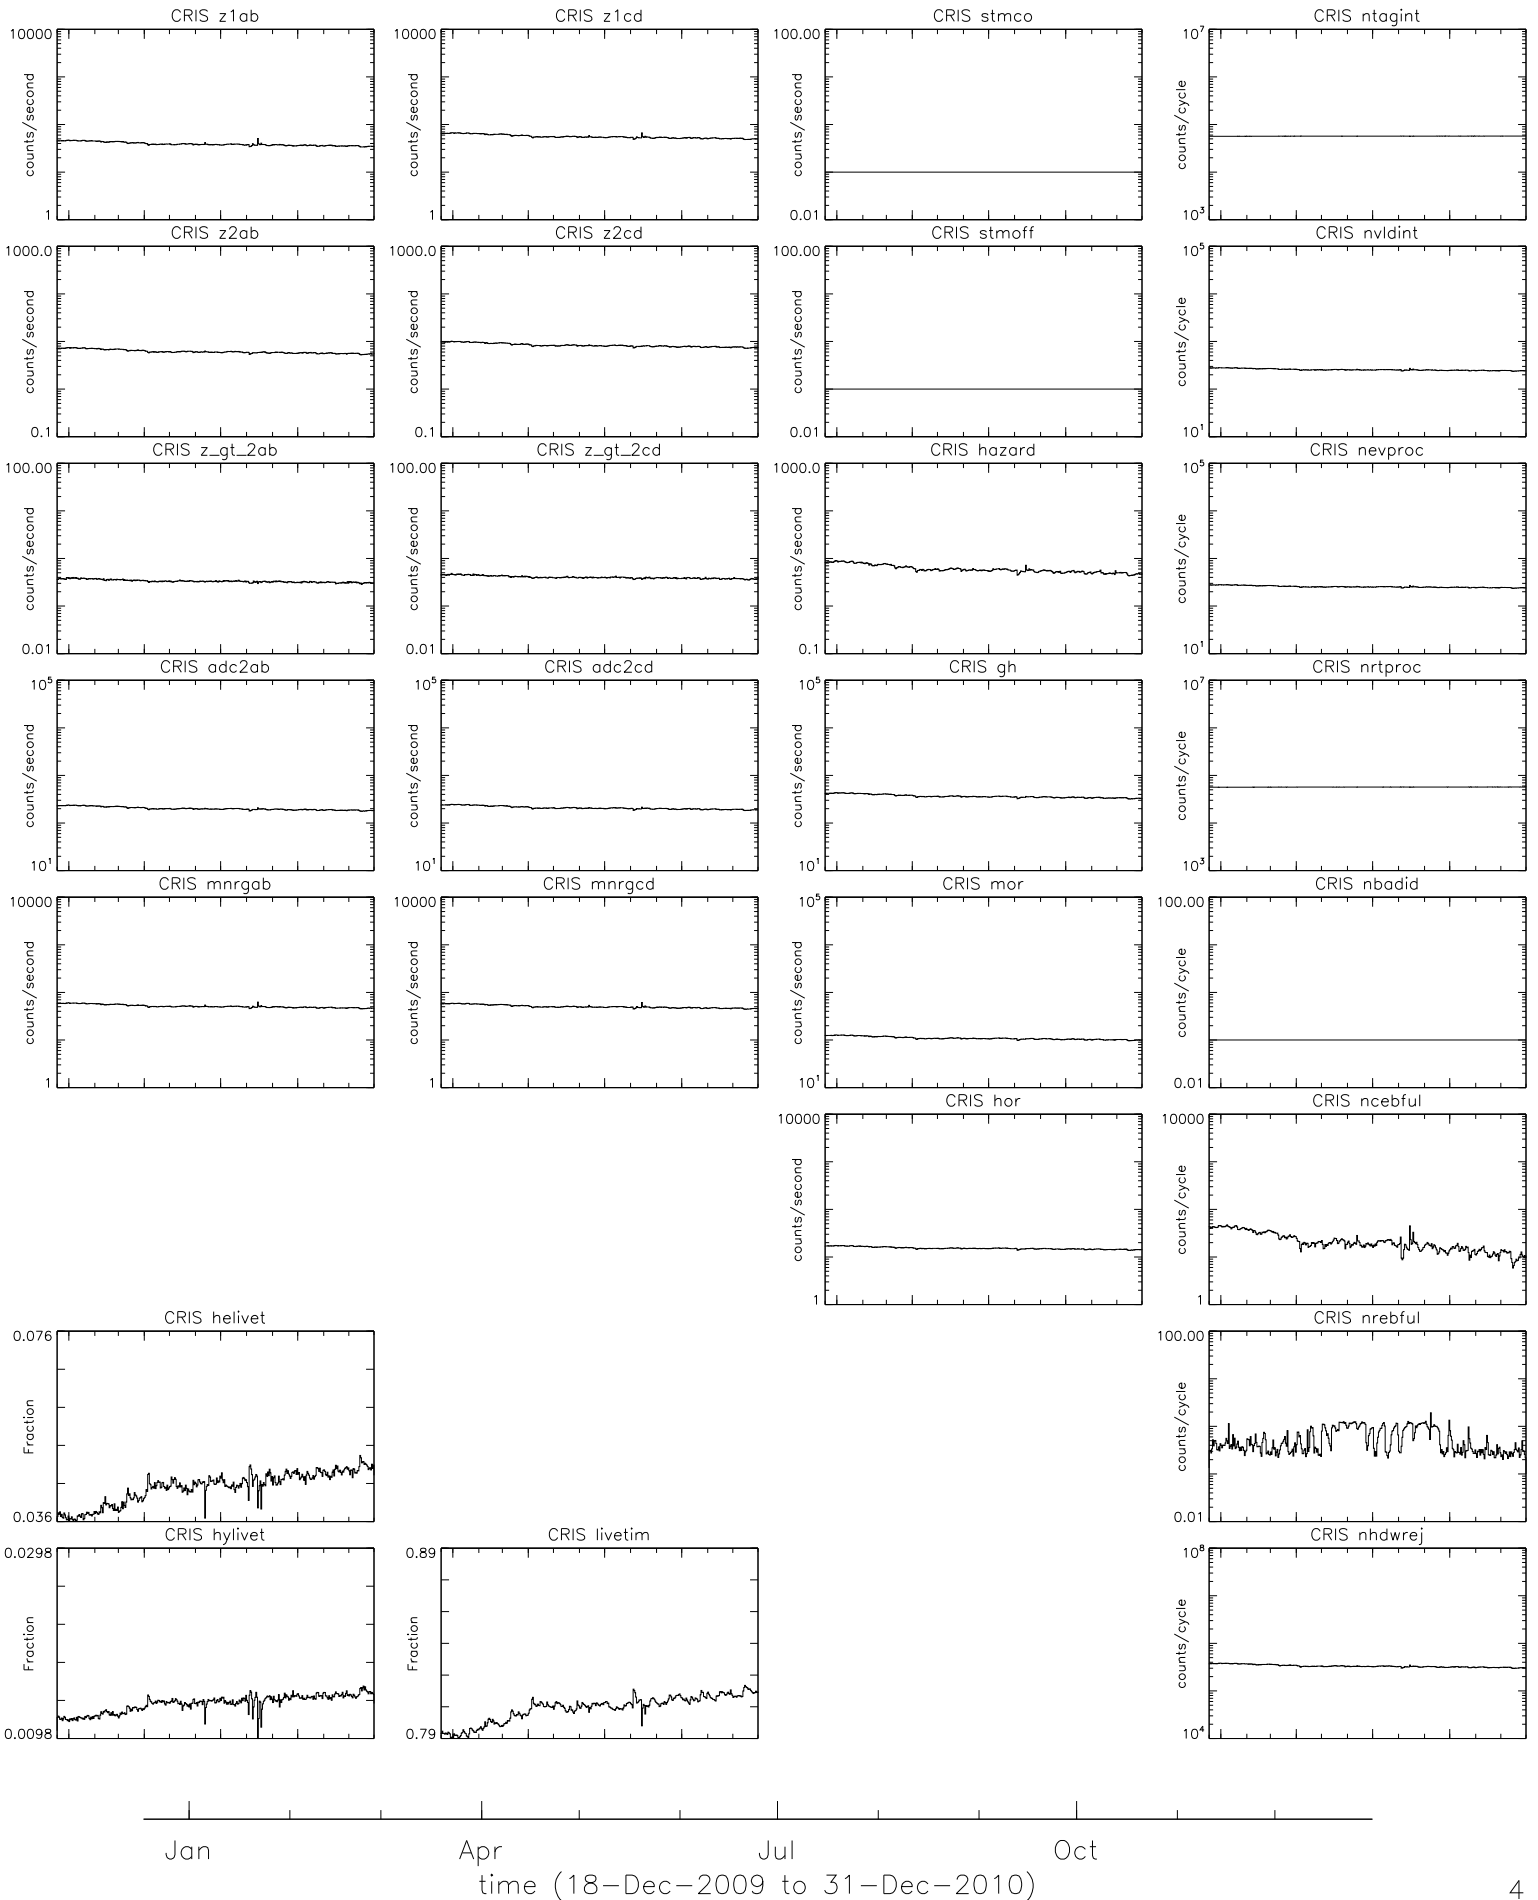 CRIS z1ab
CRIS z1cd
CRIS stmco
CRIS ntagint
10000
counts/second
1
10000
counts/second
1
100.00
counts/second
0.01
10^7
counts/cycle
10^3
CRIS z2ab
CRIS z2cd
CRIS stmoff
CRIS nvldint
1000.0
counts/second
0.1
1000.0
counts/second
0.1
100.00
counts/second
0.01
10^5
counts/cycle
10^1
CRIS z_gt_2ab
CRIS z_gt_2cd
CRIS hazard
CRIS nevproc
100.00
counts/second
0.01
100.00
counts/second
0.01
1000.0
counts/second
0.1
10^5
counts/cycle
10^1
CRIS adc2ab
CRIS adc2cd
CRIS gh
CRIS nrtproc
10^5
counts/second
10^1
10^5
counts/second
10^1
10^5
counts/second
10^1
10^7
counts/cycle
10^3
CRIS mnrgab
CRIS mnrgcd
CRIS mor
CRIS nbadid
10000
counts/second
1
10000
counts/second
1
10^5
counts/second
10^1
100.00
counts/cycle
0.01
CRIS hor
CRIS ncebful
10000
counts/second
1
10000
counts/cycle
1
CRIS helivet
CRIS nrebful
0.076
Fraction
0.036
100.00
counts/cycle
0.01
CRIS hylivet
CRIS livetim
CRIS nhdwrej
0.0298
Fraction
0.0098
0.89
Fraction
0.79
10^8
counts/cycle
10^4
Jan
Apr
Jul
Oct
time (18-Dec-2009 to 31-Dec-2010)
4